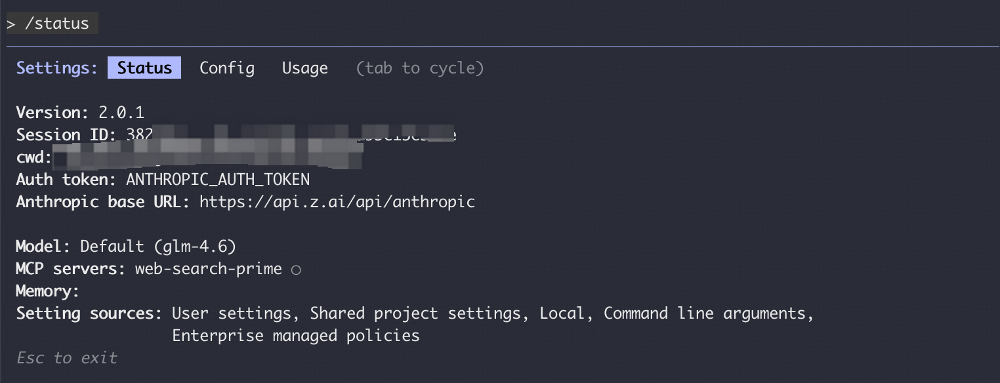 > /status
Settings: Status Config Usage (tab to cycle)
Version: 2.0.1
Session ID: 382
cwd:
Auth token: ANTHROPIC_AUTH_TOKEN
Anthropic base URL: https://api.z.ai/api/anthropic
Model: Default (glm-4.6)
MCP servers: web-search-prime ○
Memory:
Setting sources: User settings, Shared project settings, Local, Command line arguments,
Enterprise managed policies
Esc to exit